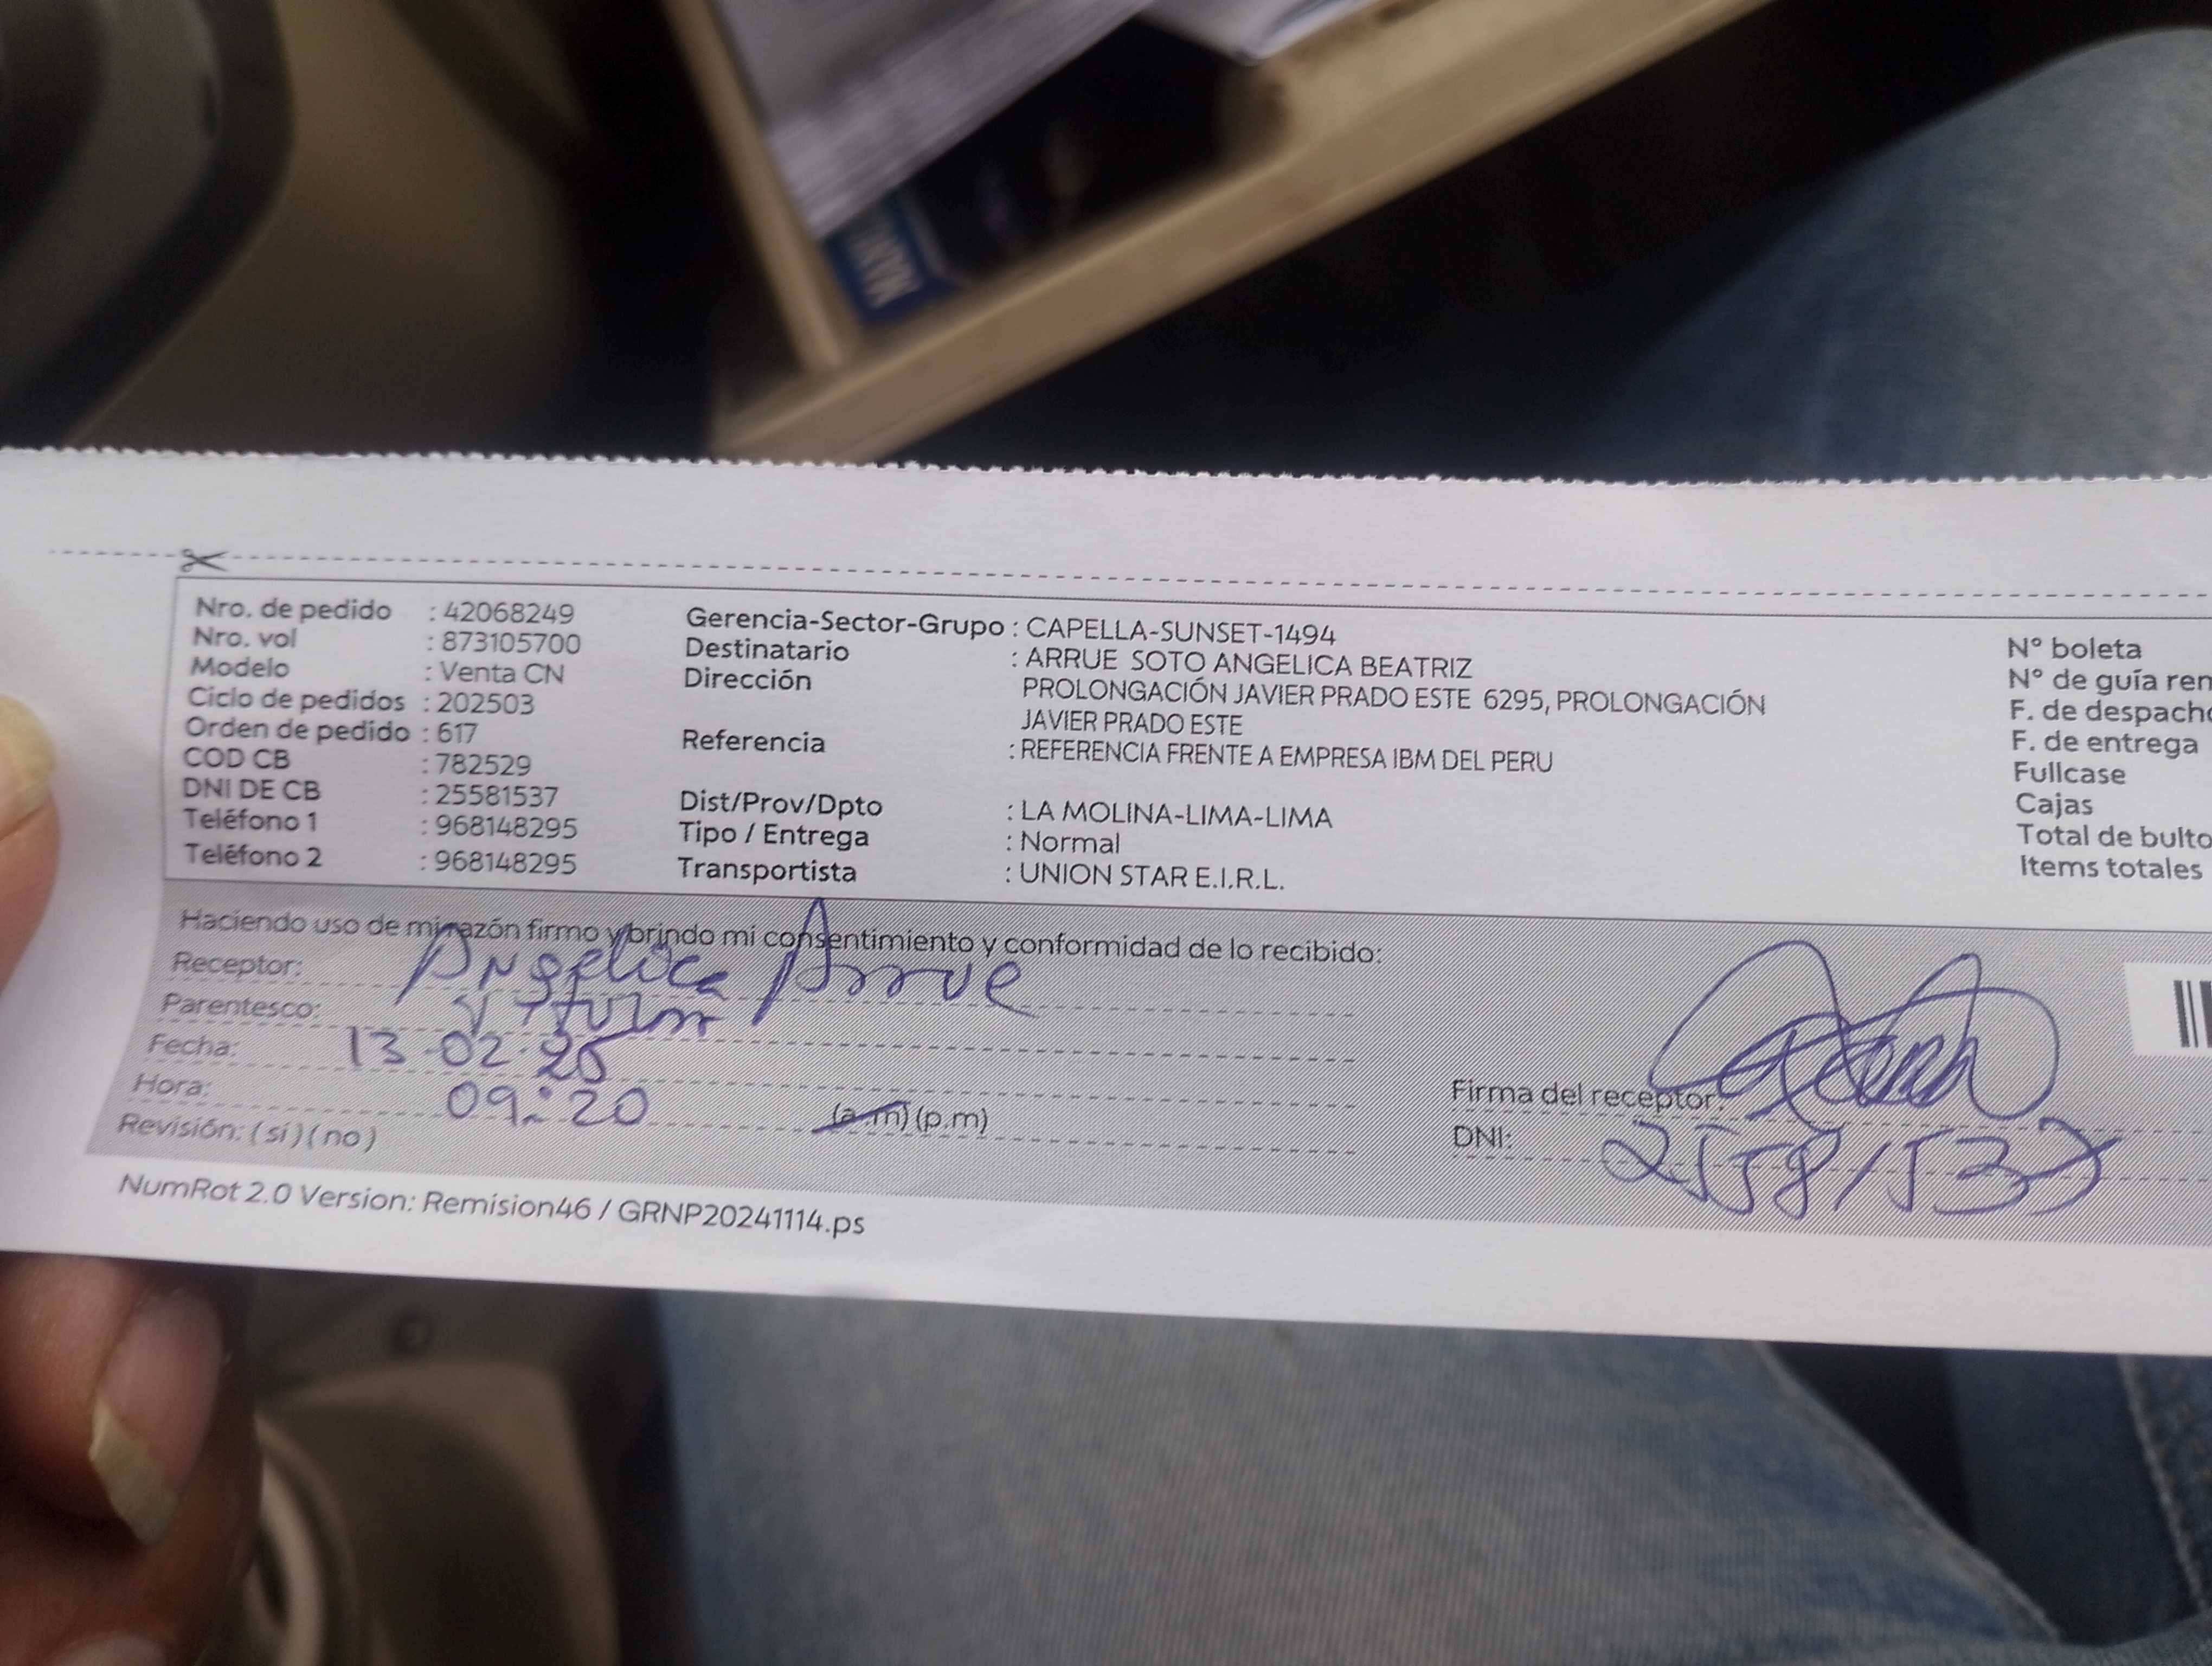 Nro. de pedido : 42068249
Nro. vol : 873105700
Modelo : Venta CN
Ciclo de pedidos : 202503
Orden de pedido : 617
COD CB : 782529
DNI DE CB : 25581537
Teléfono 1 : 968148295
Teléfono 2 : 968148295
Gerencia-Sector-Grupo : CAPELLA-SUNSET-1494
Destinatario : ARRUE SOTO ANGELICA BEATRIZ
Dirección PROLONGACIÓN JAVIER PRADO ESTE 6295, PROLONGACIÓN
JAVIER PRADO ESTE
Referencia : REFERENCIA FRENTE A EMPRESA IBM DEL PERU
Dist/Prov/Dpto : LA MOLINA-LIMA-LIMA
Tipo / Entrega : Normal
Transportista : UNION STAR E.I.R.L.
N° boleta
N° de guía rem
F. de despacho
F. de entrega
Fullcase
Cajas
Total de bulto
Items totales
Haciendo uso de mi razón firmo y brindo mi consentimiento y conformidad de lo recibido:
Receptor: Angelica Arrue
Parentesco: Titular
Fecha: 13-02-25
Hora: 09:20 (a.m) (p.m)
Revisión: (si) (no)
Firma del receptor:
DNI: 25581537
NumRot 2.0 Version: Remision46 / GRNP20241114.ps